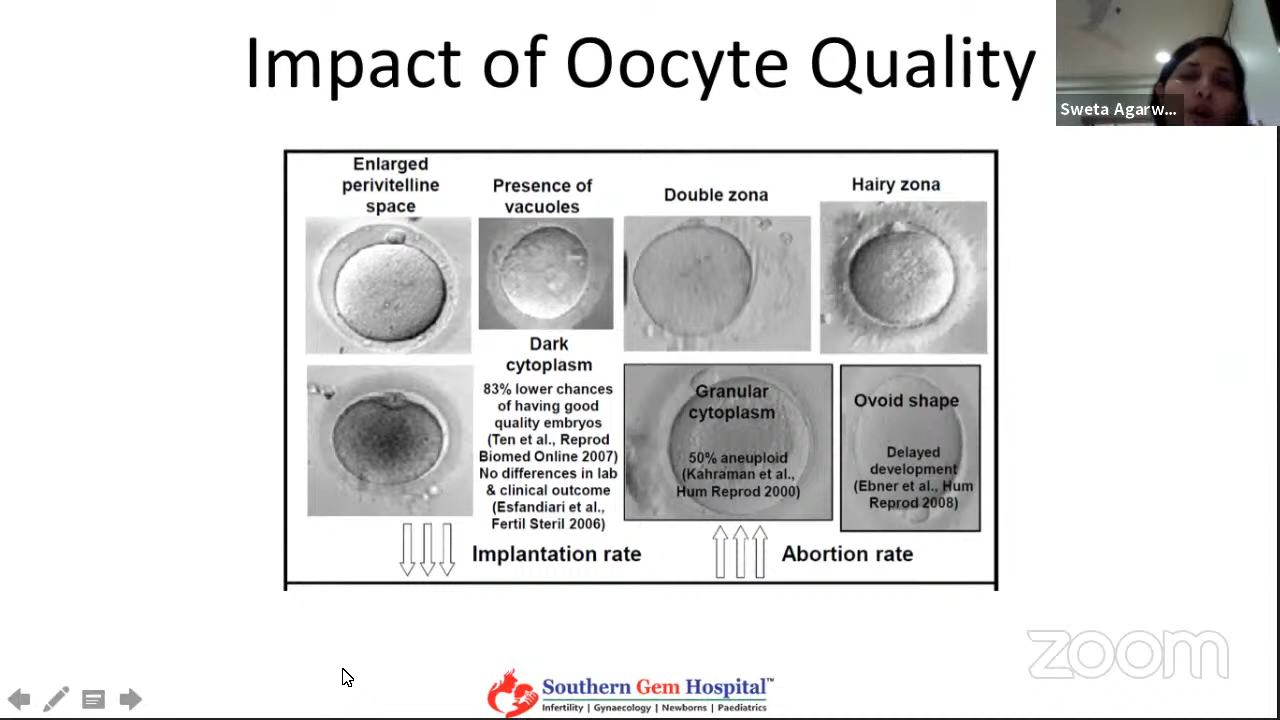 Impact of Oocyte Quality
Sweta Agarw...
Enlarged
perivitelline
space
Presence of
vacuoles
Double zona
Hairy zona
Dark
cytoplasm
83% lower chances
of having good
quality embryos
(Ten et al., Reprod
Biomed Online 2007)
No differences in lab
& clinical outcome
(Esfandiari et al.,
Fertil Steril 2006)
Granular
cytoplasm
50% aneuploid
(Kahraman et al.,
Hum Reprod 2000)
Ovoid shape
Delayed
development
(Ebner et al., Hum
Reprod 2008)
Implantation rate
Abortion rate
zoom
Southern Gem Hospital™
Infertility | Gynaecology | Newborns | Paediatrics